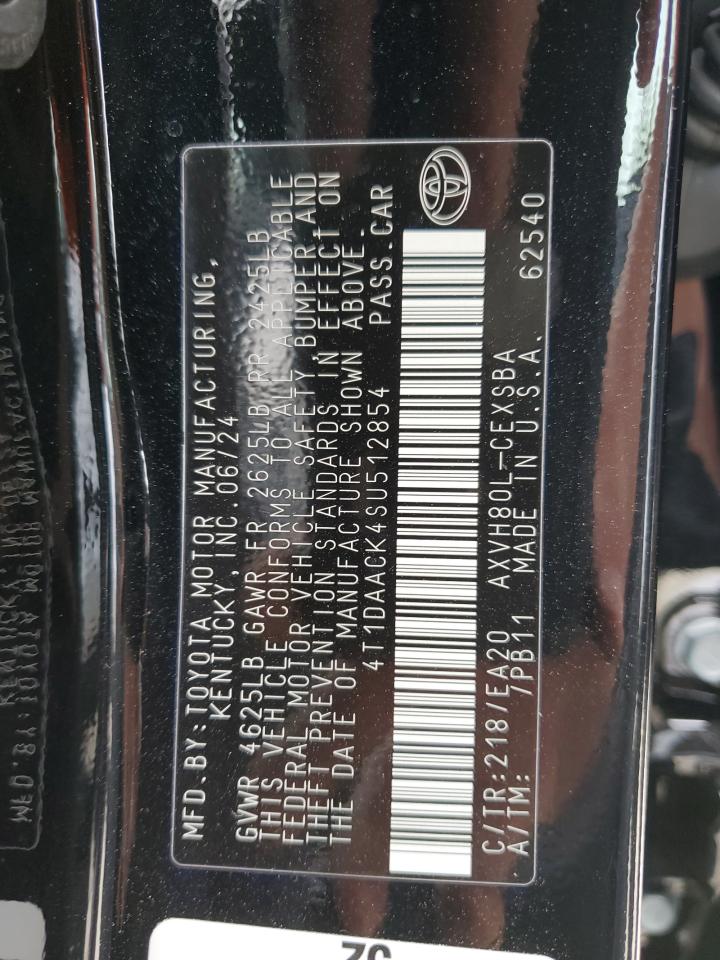 MFD.BY:TOYOTA MOTOR MANUFACTURING,
KENTUCKY, INC.06/24
GVWR 4625LB GAWR FR 2625LB RR 2425LB
THIS VEHICLE CONFORMS TO ALL APPLICABLE
FEDERAL MOTOR VEHICLE SAFETY, BUMPER AND
THEFT PREVENTION STANDARDS IN EFFECT ON
THE DATE OF MANUFACTURE SHOWN ABOVE.
4T1DAACK4SU512854 PASS.CAR
C/TR:218/EA20 AXVH80L-CEXSBA 62540
A/TM: /PB11 MADE IN U.S.A.